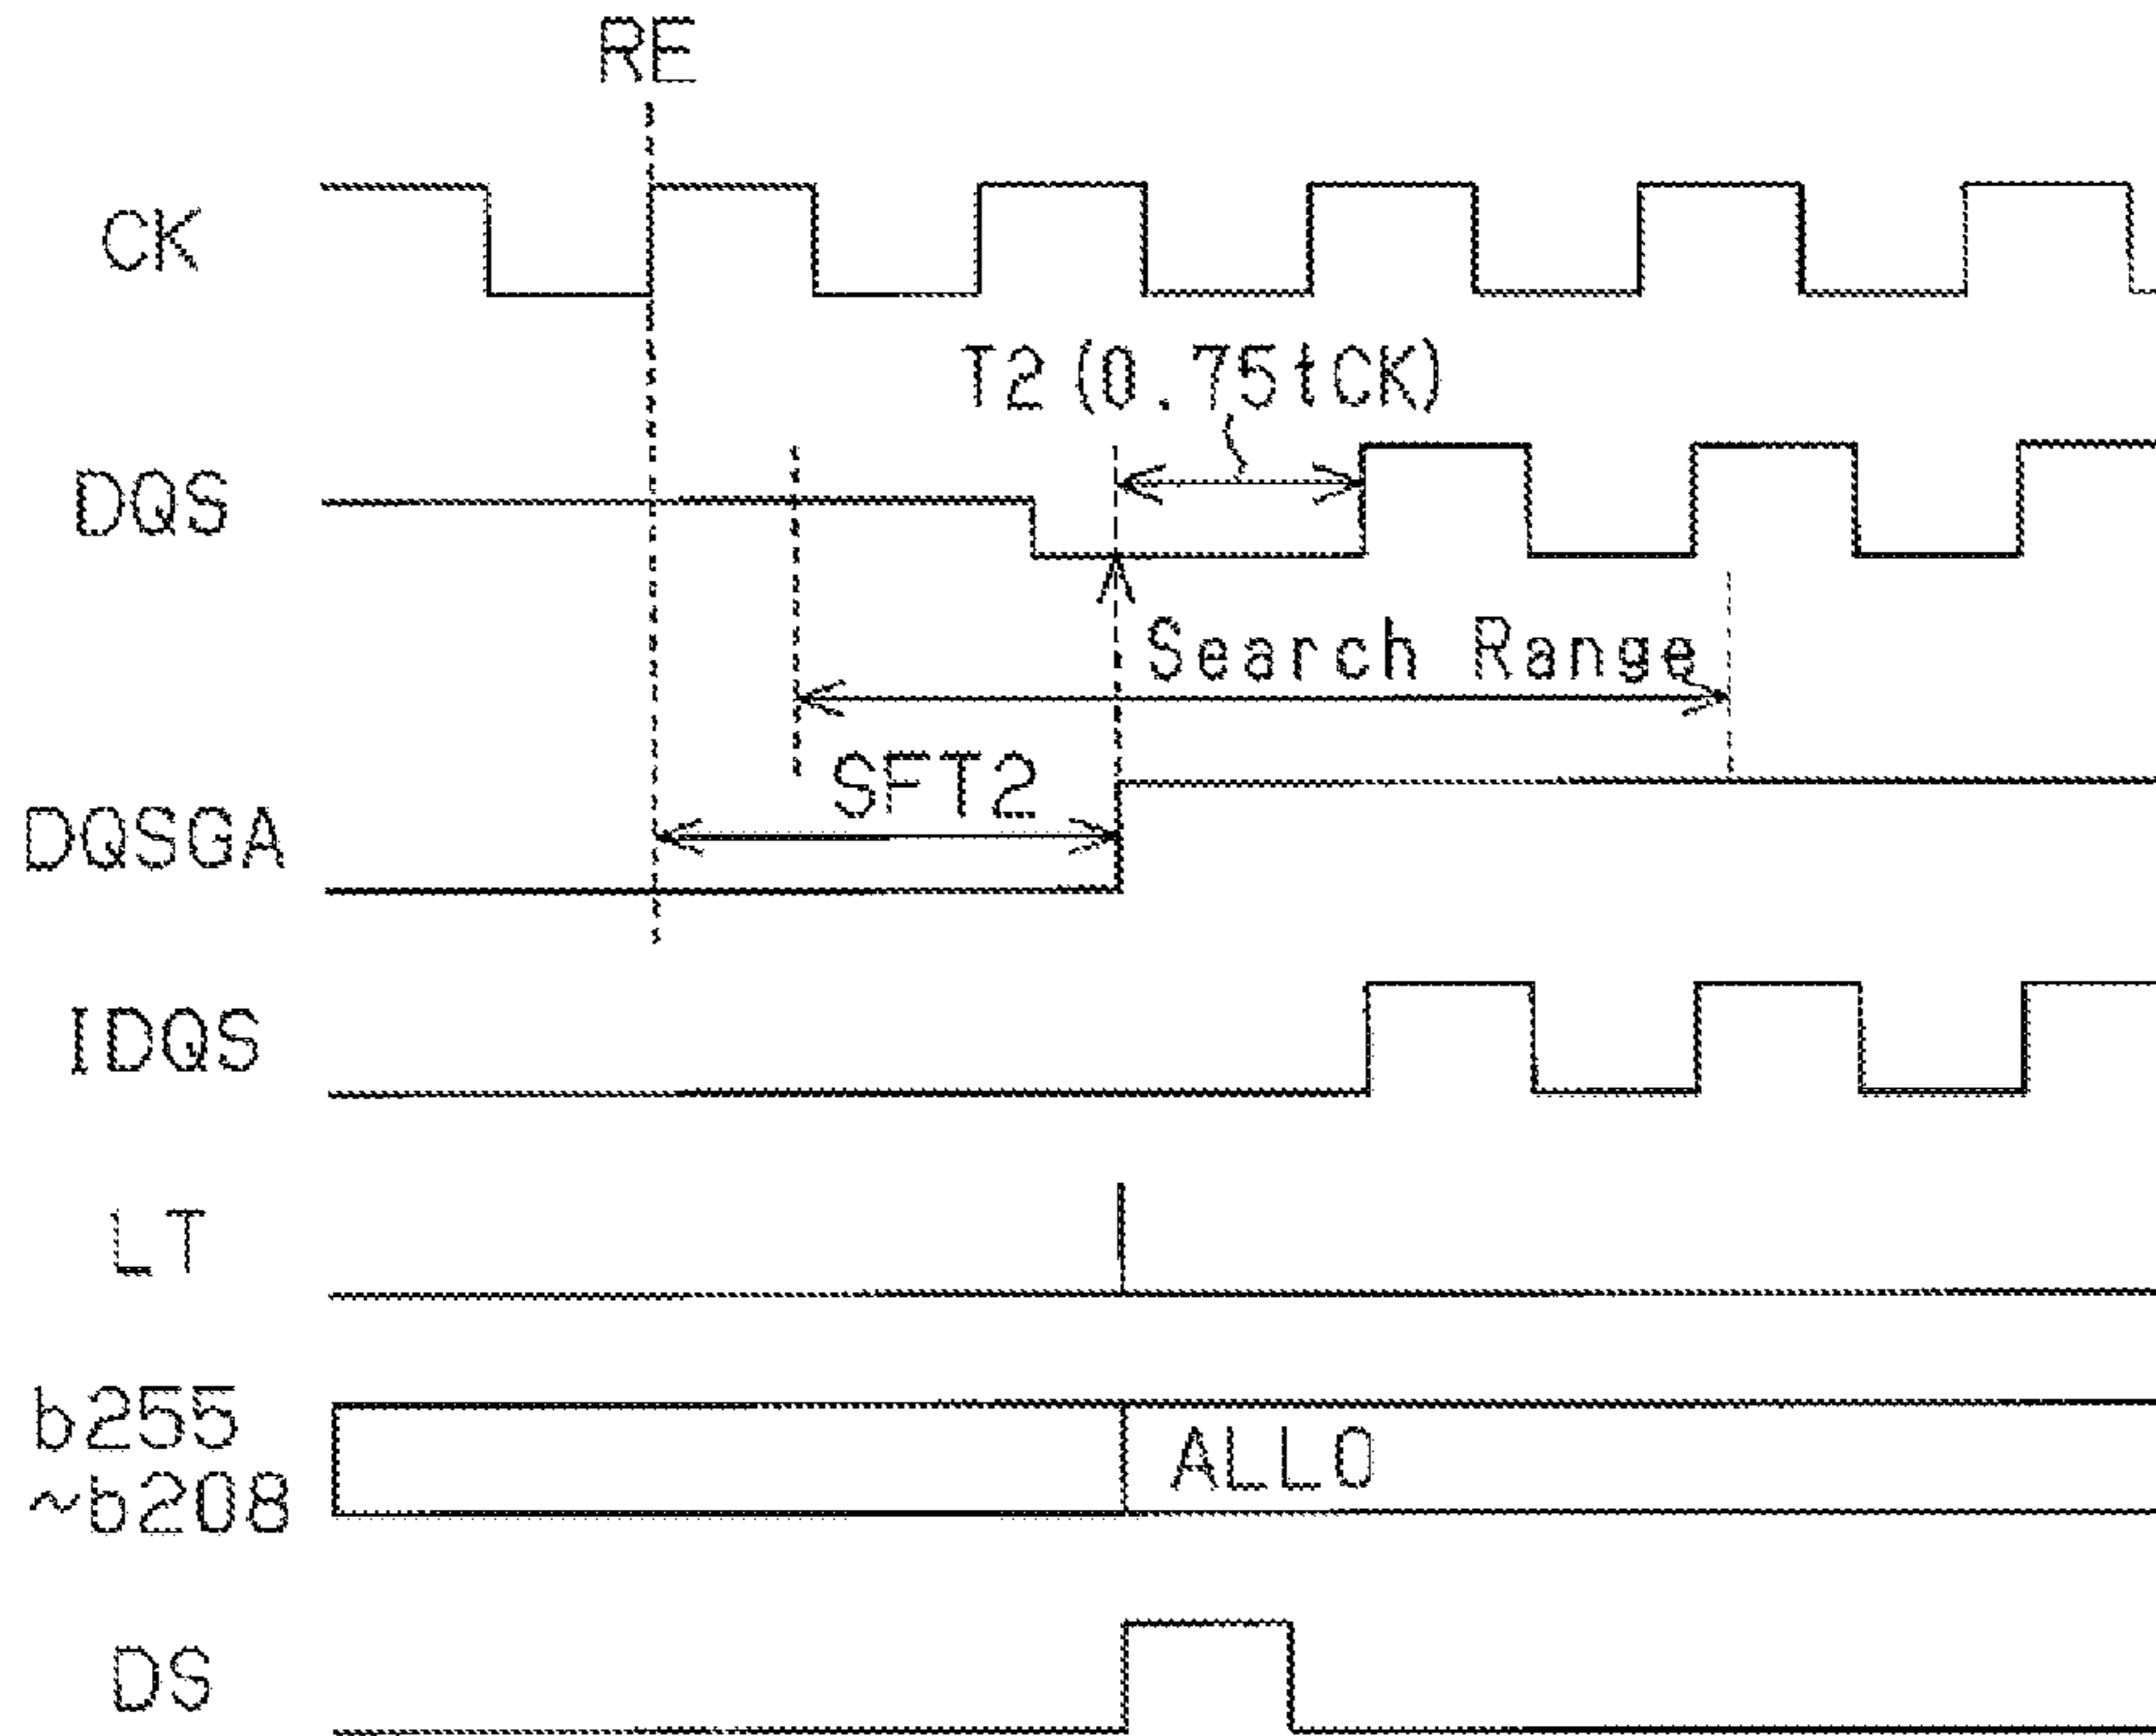 RE
CK
T2(0.75tCK)
DQS
Search Range
SFT2
DQSGA
IDQS
LT
b255
~b208
ALL0
DS